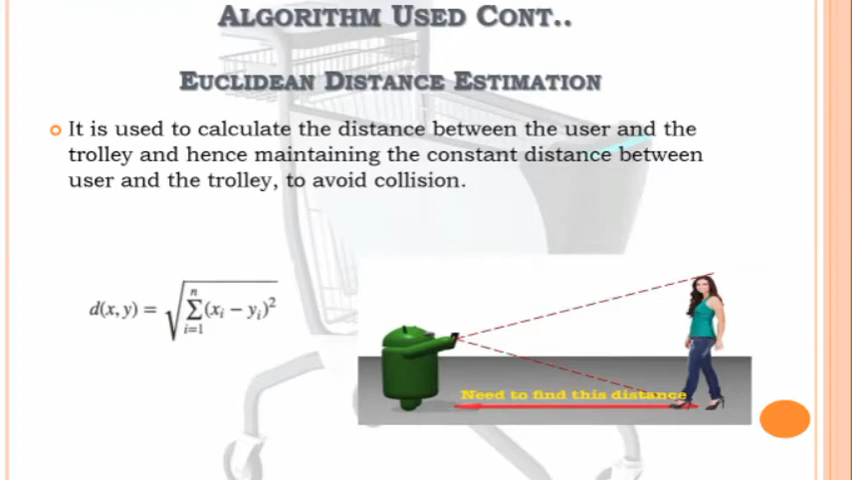 ALGORITHM USED CONT..
EUCLIDEAN DISTANCE ESTIMATION
It is used to calculate the distance between the user and the
trolley and hence maintaining the constant distance between
user and the trolley, to avoid collision.
d(x, y) = √(∑ᵢ₌₁ⁿ (xᵢ − yᵢ)²)
Need to find this distance